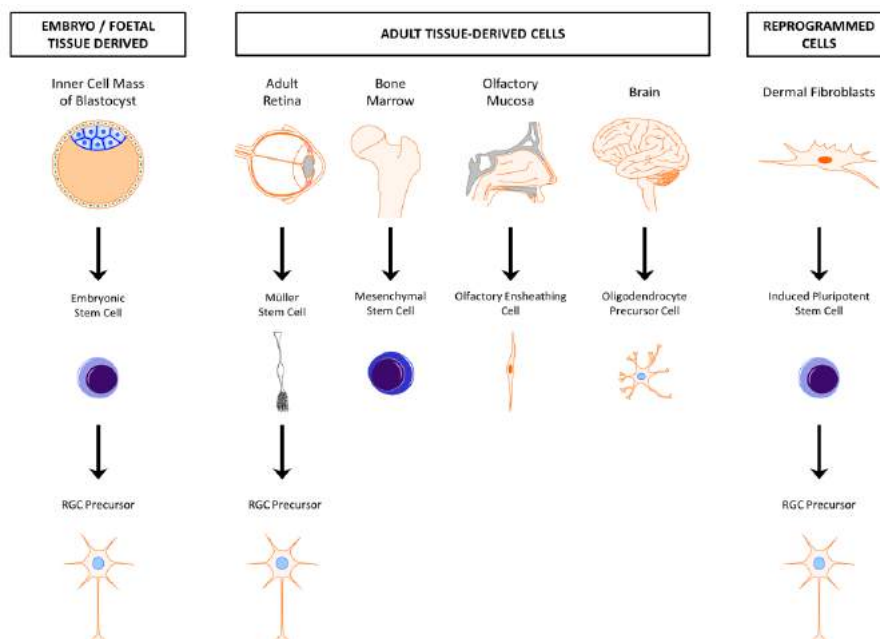 EMBRYO / FOETAL
TISSUE DERIVED
ADULT TISSUE-DERIVED CELLS
REPROGRAMMED
CELLS
Inner Cell Mass
of Blastocyst
Adult
Retina
Bone
Marrow
Olfactory
Mucosa
Brain
Dermal Fibroblasts
Embryonic
Stem Cell
Müller
Stem Cell
Mesenchymal
Stem Cell
Olfactory Ensheathing
Cell
Oligodendrocyte
Precursor Cell
Induced Pluripotent
Stem Cell
RGC Precursor
RGC Precursor
RGC Precursor